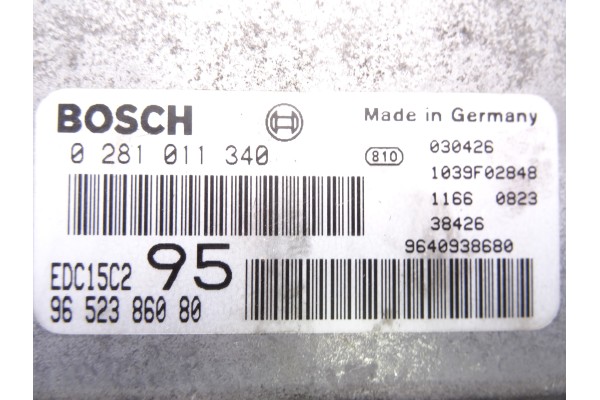 BOSCH
Made in Germany
0 281 011 340
810
030426
1039F02848
1166 0823
38426
9640938680
EDC15C2
95
96 523 860 80